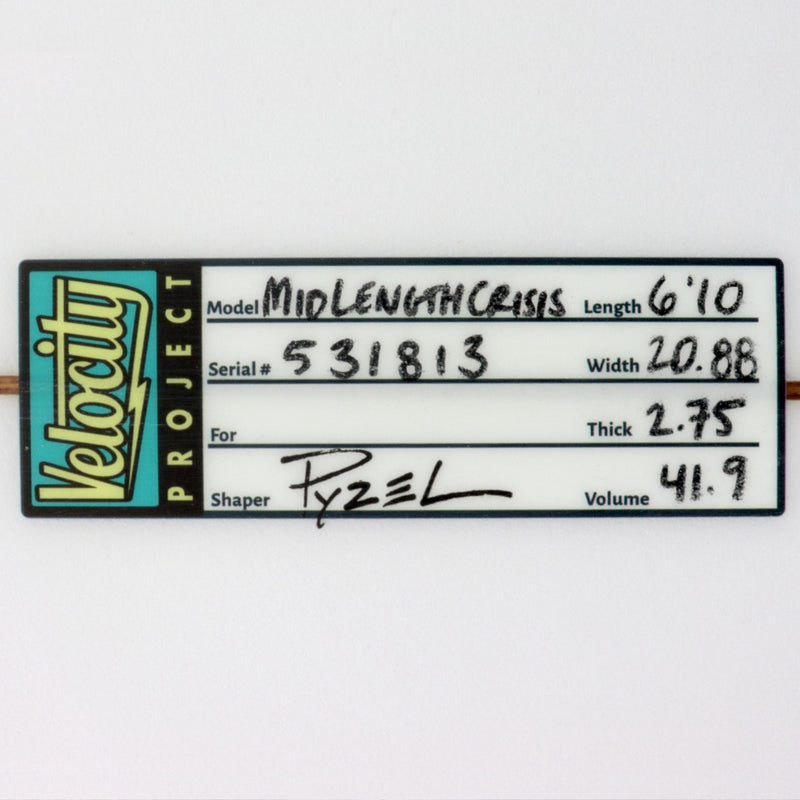 Velocity
PROJECT
Model MIDLENGTHCRISIS Length 6'10
Serial # 531813 Width 20.88
For Thick 2.75
Shaper PYZEL Volume 41.9